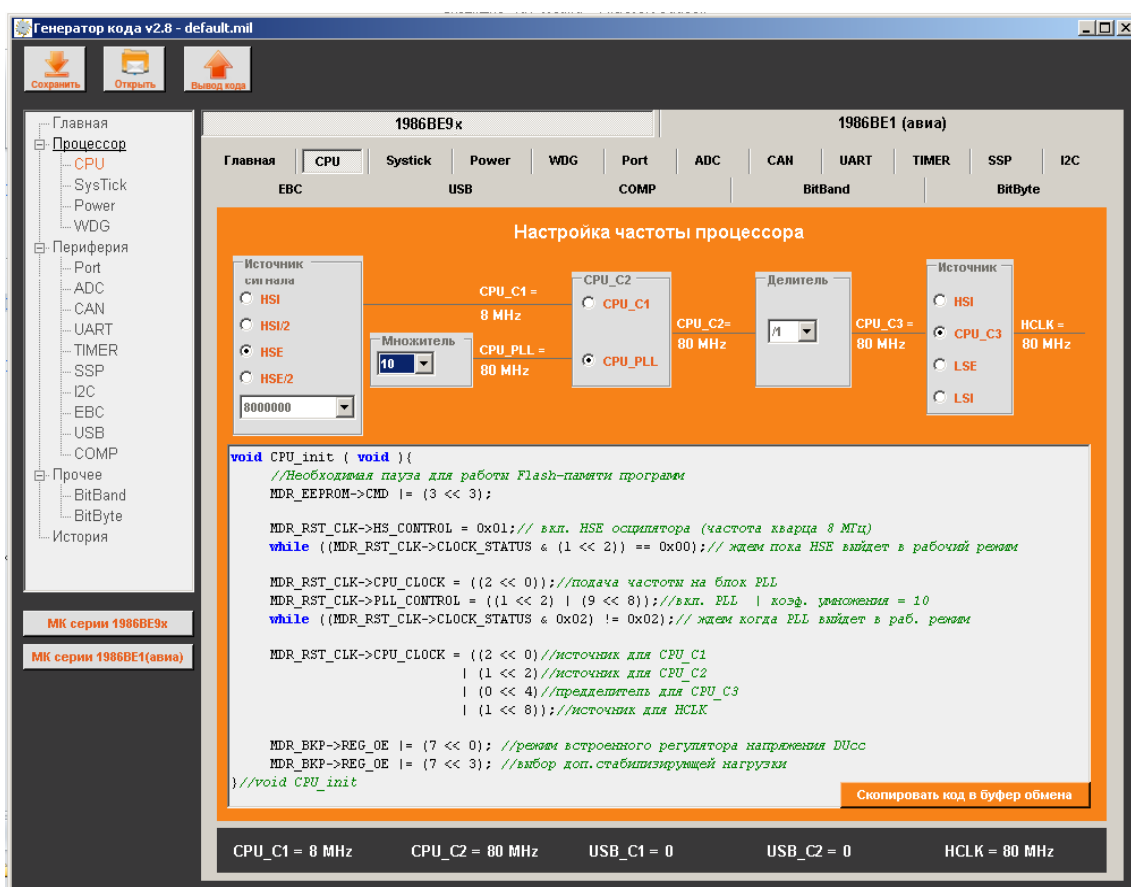 Генератор кода v2.8 - default.mil
Сохранить
Открыть
Вывод кода
Главная
Процессор
CPU
SysTick
Power
WDG
Периферия
Port
ADC
CAN
UART
TIMER
SSP
I2C
EBC
USB
COMP
Прочее
BitBand
BitByte
История
МК серии 1986BE9x
МК серии 1986BE1(авиа)
1986BE9x
1986BE1 (авиа)
Главная CPU Systick Power WDG Port ADC CAN UART TIMER SSP I2C
EBC USB COMP BitBand BitByte
Настройка частоты процессора
Источник
сигнала
HSI
HSI/2
HSE
HSE/2
8000000
CPU_C1 =
8 MHz
Множитель
10
CPU_PLL =
80 MHz
CPU_C2
CPU_C1
CPU_PLL
CPU_C2=
80 MHz
Делитель
/1
CPU_C3 =
80 MHz
Источник
HSI
CPU_C3
LSE
LSI
HCLK =
80 MHz
void CPU_init ( void ){
//Необходимая пауза для работы Flash-памяти программ
MDR_EEPROM->CMD |= (3 << 3);
MDR_RST_CLK->HS_CONTROL = 0x01;// вкл. HSE осцилятора (частота кварца 8 МГц)
while ((MDR_RST_CLK->CLOCK_STATUS & (1 << 2)) == 0x00);// ждем пока HSE выйдет в рабочий режим
MDR_RST_CLK->CPU_CLOCK = ((2 << 0));//подача частоты на блок PLL
MDR_RST_CLK->PLL_CONTROL = ((1 << 2) | (9 << 8));//вкл. PLL | коэф. умножения = 10
while ((MDR_RST_CLK->CLOCK_STATUS & 0x02) != 0x02);// ждем когда PLL выйдет в раб. режим
MDR_RST_CLK->CPU_CLOCK = ((2 << 0)//источник для CPU_C1
| (1 << 2)//источник для CPU_C2
| (0 << 4)//предделитель для CPU_C3
| (1 << 8));//источник для HCLK
MDR_BKP->REG_OE |= (7 << 0); //режим встроенного регулятора напряжения DUcc
MDR_BKP->REG_OE |= (7 << 3); //выбор доп.стабилизирующей нагрузки
}//void CPU_init
Скопировать код в буфер обмена
CPU_C1 = 8 MHz CPU_C2 = 80 MHz USB_C1 = 0 USB_C2 = 0 HCLK = 80 MHz